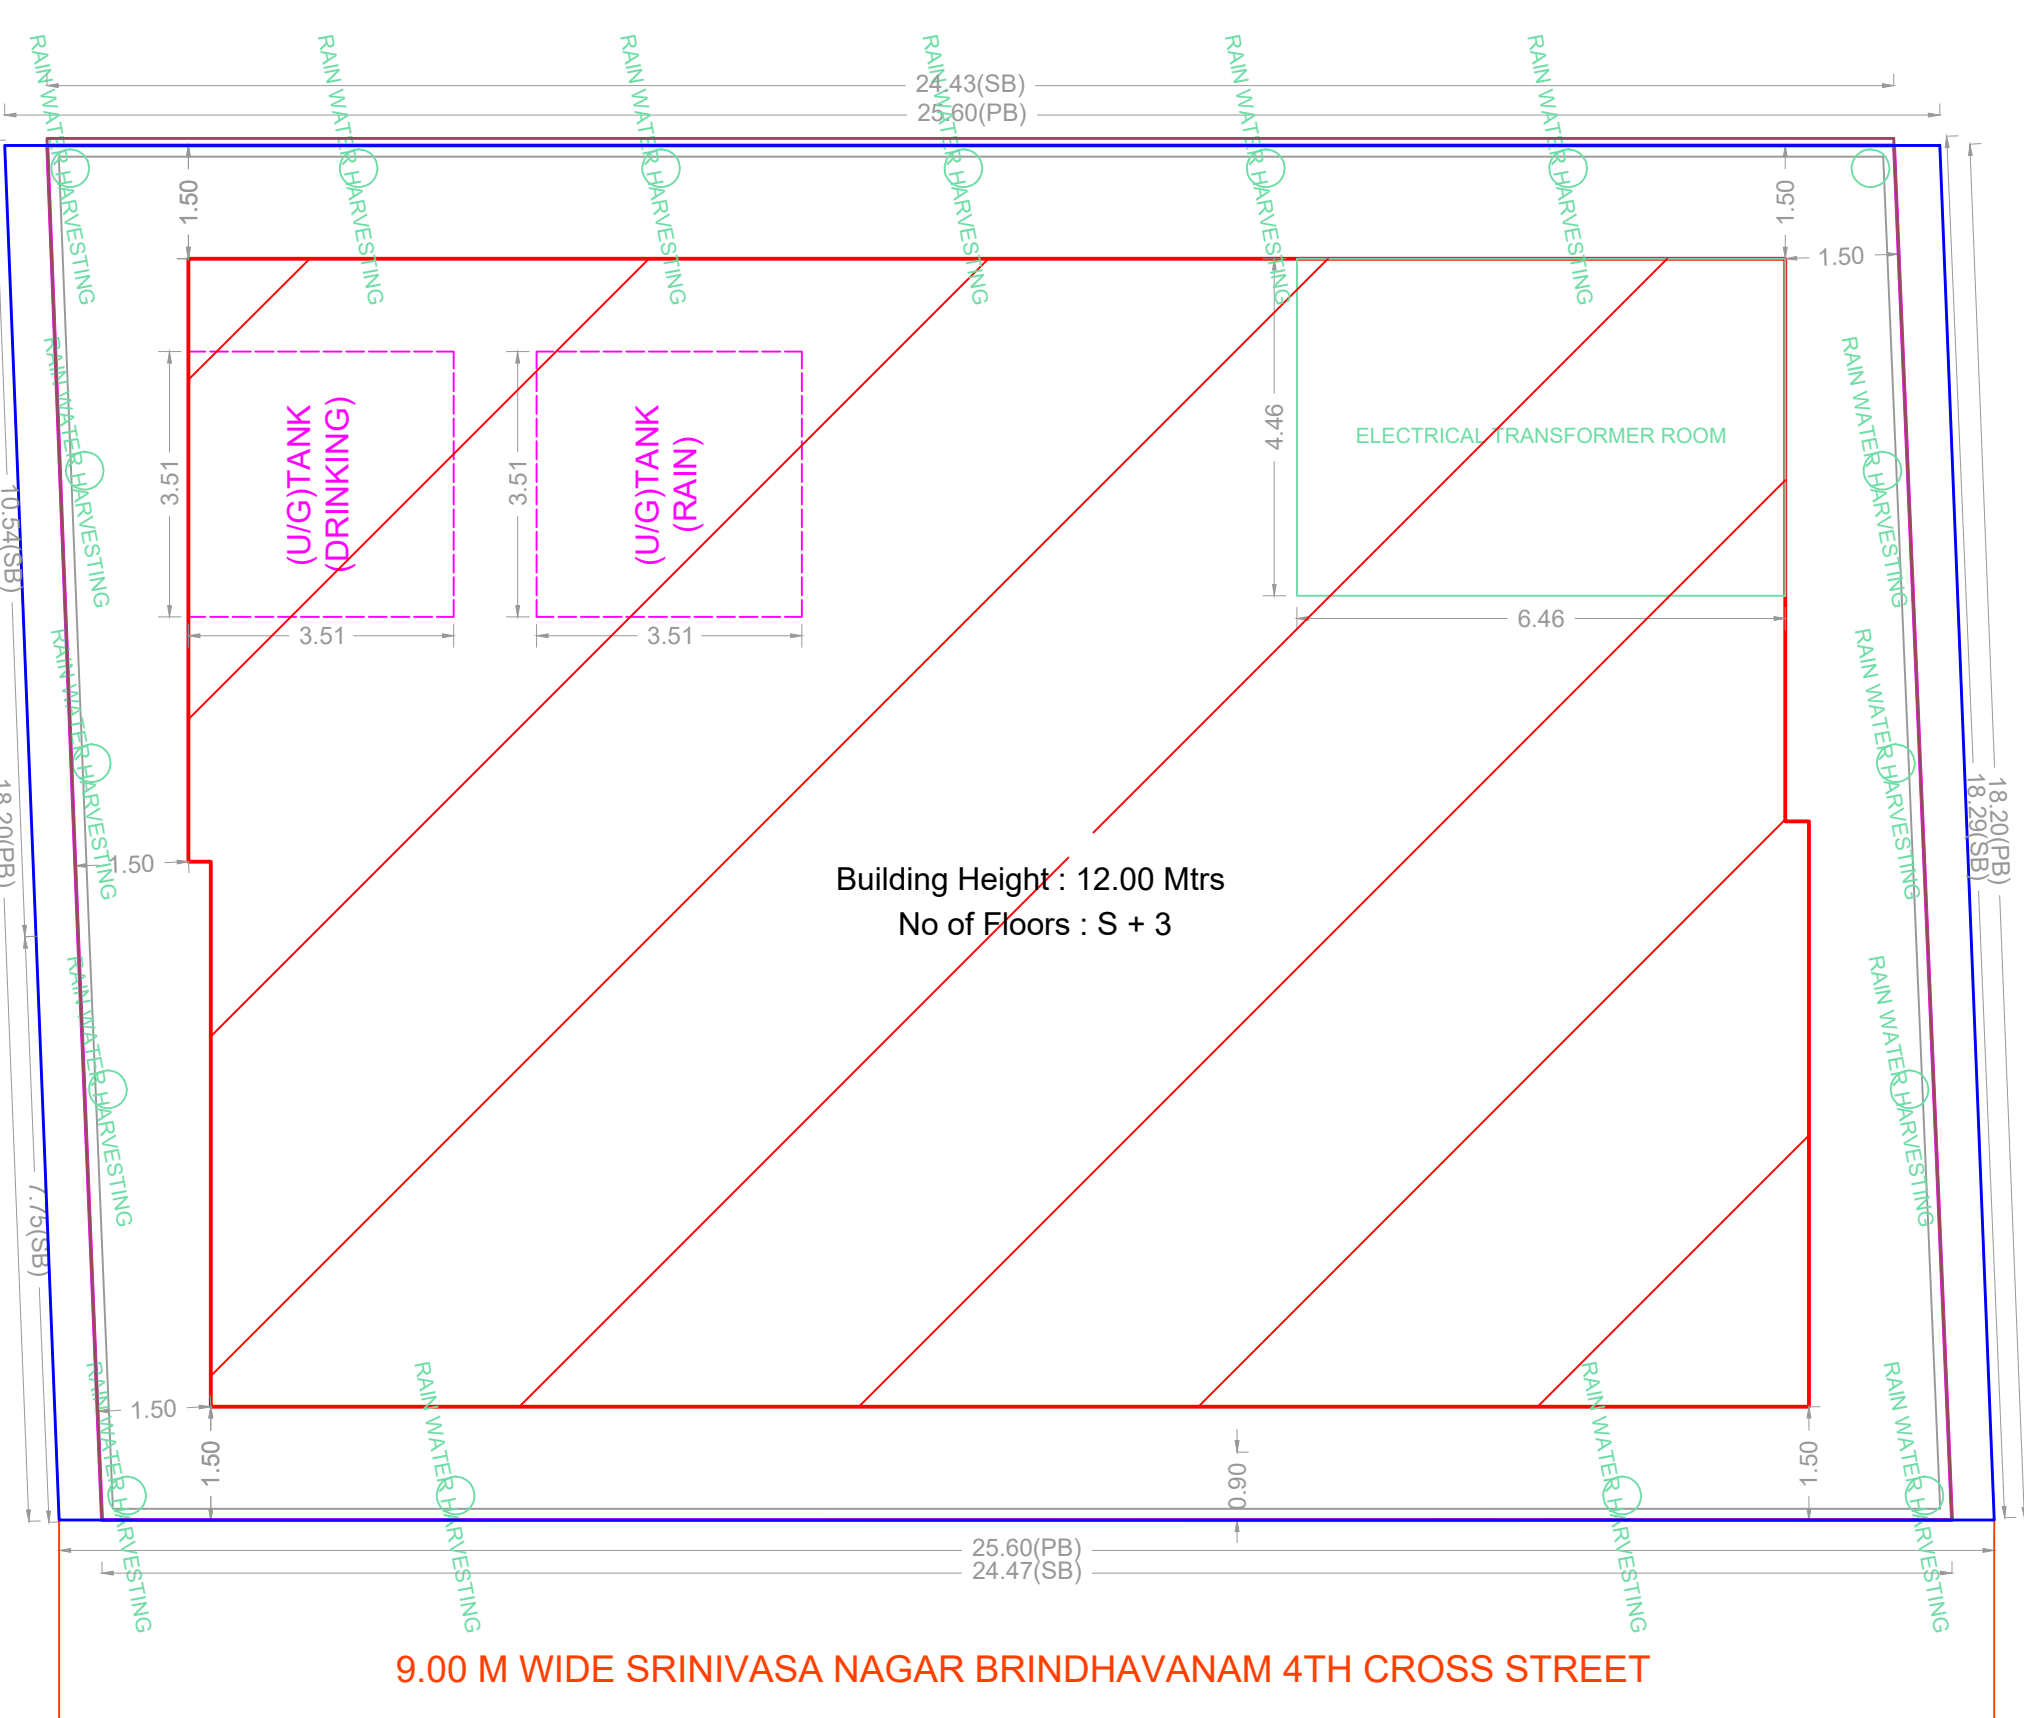 RAIN WATER HARVESTING
RAIN WATER HARVESTING
RAIN WATER HARVESTING
RAIN WATER HARVESTING
RAIN WATER HARVESTING
RAIN WATER HARVESTING
24.43(SB)
25.60(PB)
1.50
1.50
1.50
RAIN WATER HARVESTING
RAIN WATER HARVESTING
3.51
(U/G)TANK
(DRINKING)
3.51
3.51
(U/G)TANK
(RAIN)
3.51
4.46
ELECTRICAL TRANSFORMER ROOM
6.46
10.54(SB)
18.20(PB)
RAIN WATER HARVESTING
RAIN WATER HARVESTING
18.20(PB)
18.29(SB)
1.50
Building Height : 12.00 Mtrs
No of Floors : S + 3
RAIN WATER HARVESTING
RAIN WATER HARVESTING
7.75(SB)
1.50
1.50
0.90
1.50
RAIN WATER HARVESTING
RAIN WATER HARVESTING
RAIN WATER HARVESTING
RAIN WATER HARVESTING
25.60(PB)
24.47(SB)
9.00 M WIDE SRINIVASA NAGAR BRINDHAVANAM 4TH CROSS STREET